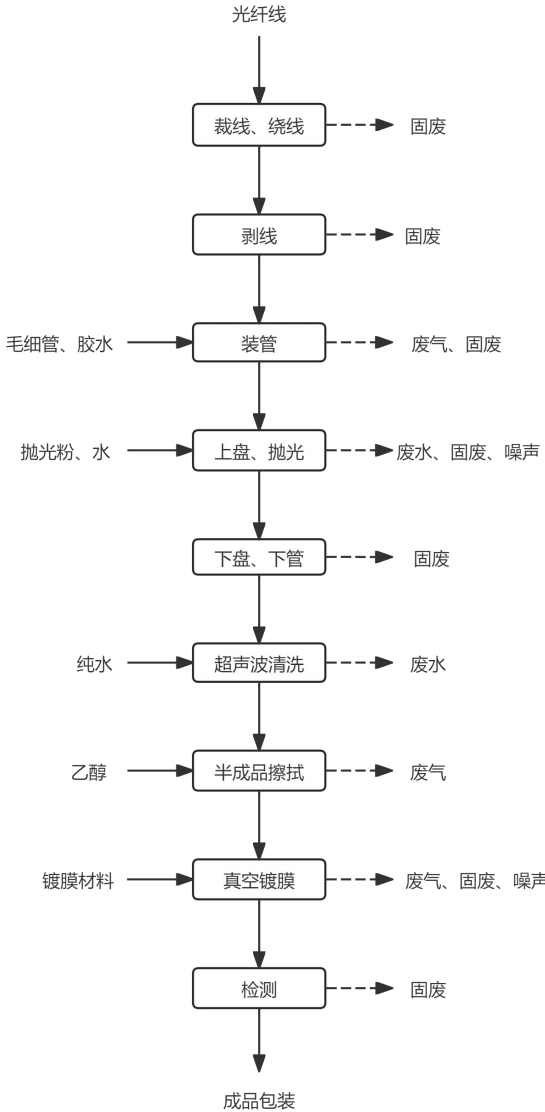 光纤线
裁线、绕线
固废
剥线
固废
毛细管、胶水
装管
废气、固废
抛光粉、水
上盘、抛光
废水、固废、噪声
下盘、下管
固废
纯水
超声波清洗
废水
乙醇
半成品擦拭
废气
镀膜材料
真空镀膜
废气、固废、噪声
检测
固废
成品包装